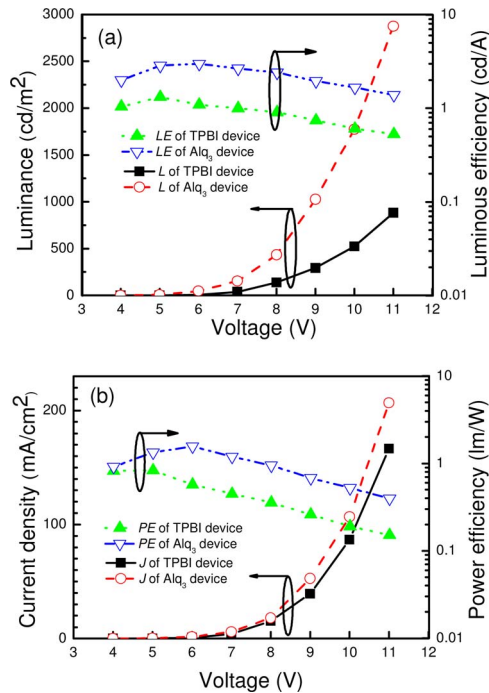 (a)
Luminance (cd/m²)
3000
2500
2000
1500
1000
500
0
Luminous efficiency (cd/A)
10
1
0.1
0.01
LE of TPBI device
LE of Alq₃ device
L of TPBI device
L of Alq₃ device
3 4 5 6 7 8 9 10 11 12
Voltage (V)
(b)
Current density (mA/cm²)
200
100
0
Power efficiency (lm/W)
10
1
0.1
0.01
PE of TPBI device
PE of Alq₃ device
J of TPBI device
J of Alq₃ device
3 4 5 6 7 8 9 10 11 12
Voltage (V)